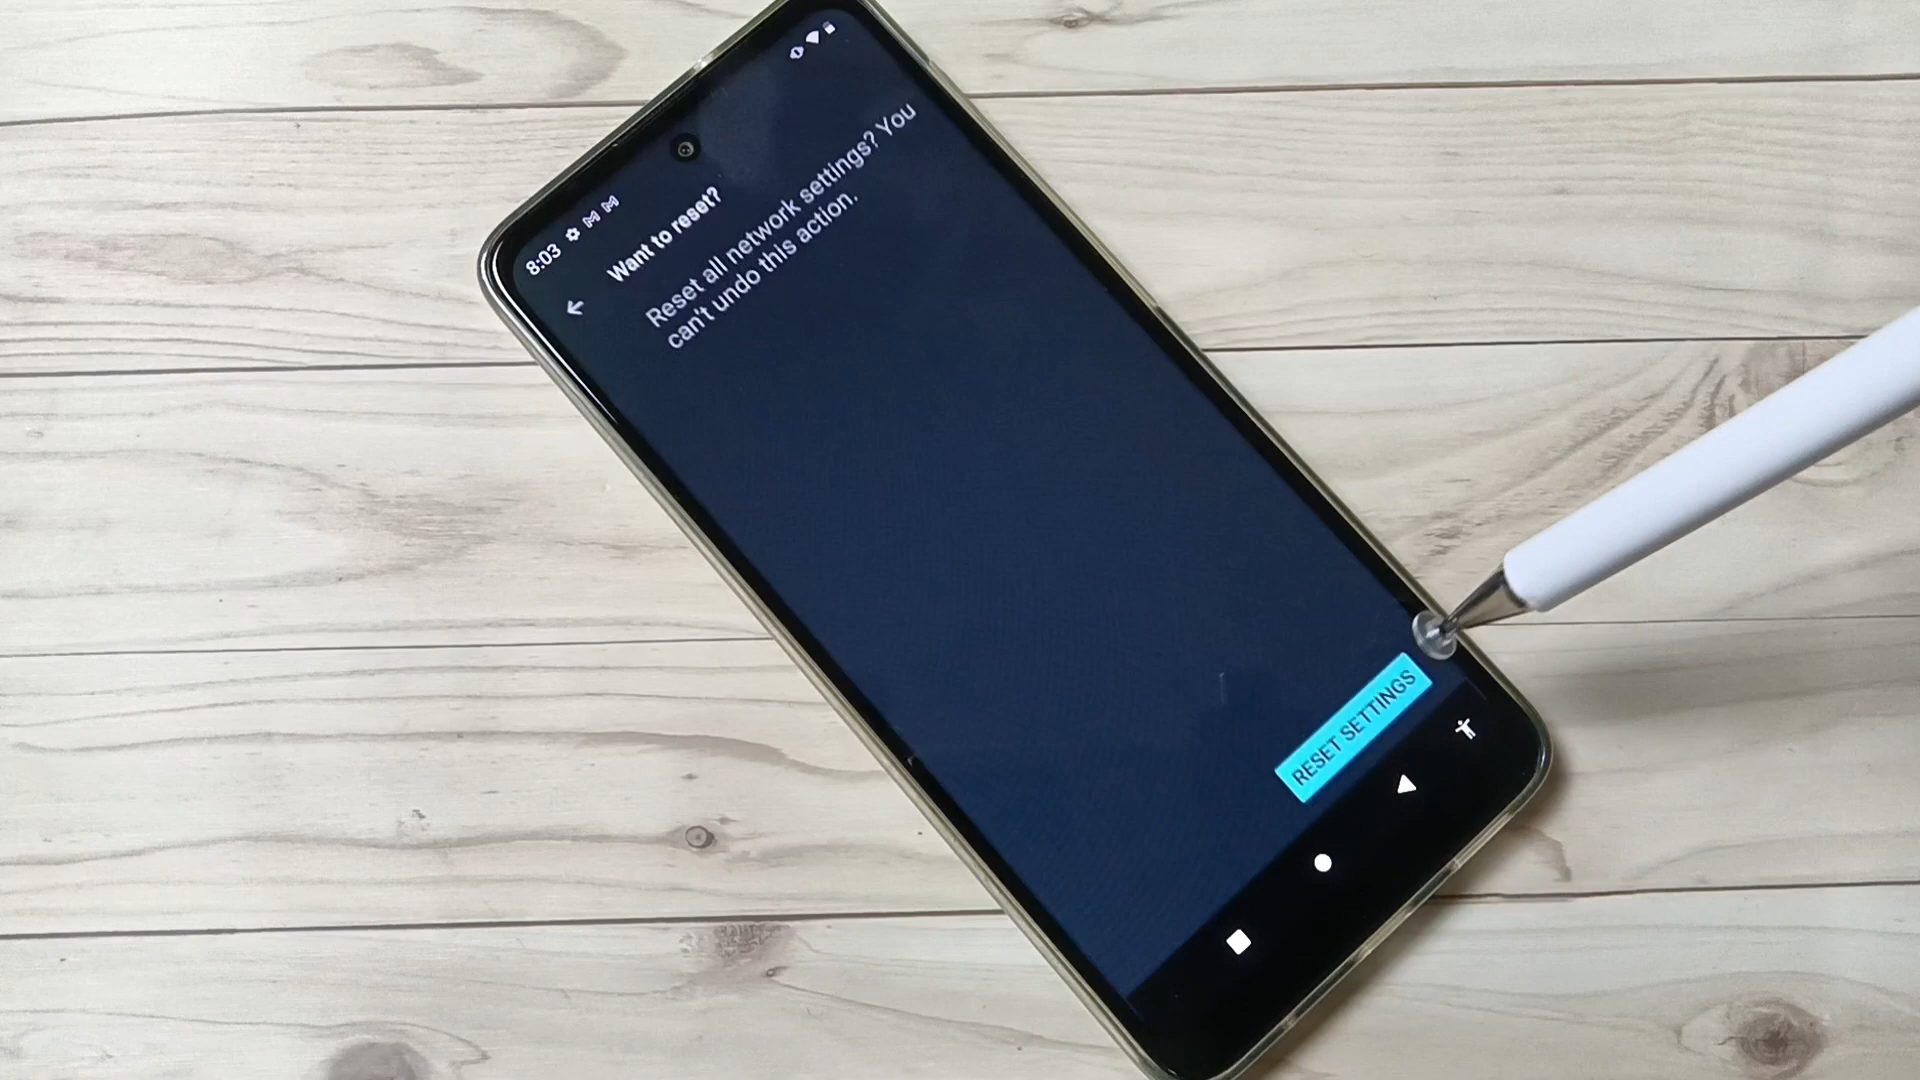 8:03
Want to reset?
Reset all network settings? You
can't undo this action.
RESET SETTINGS